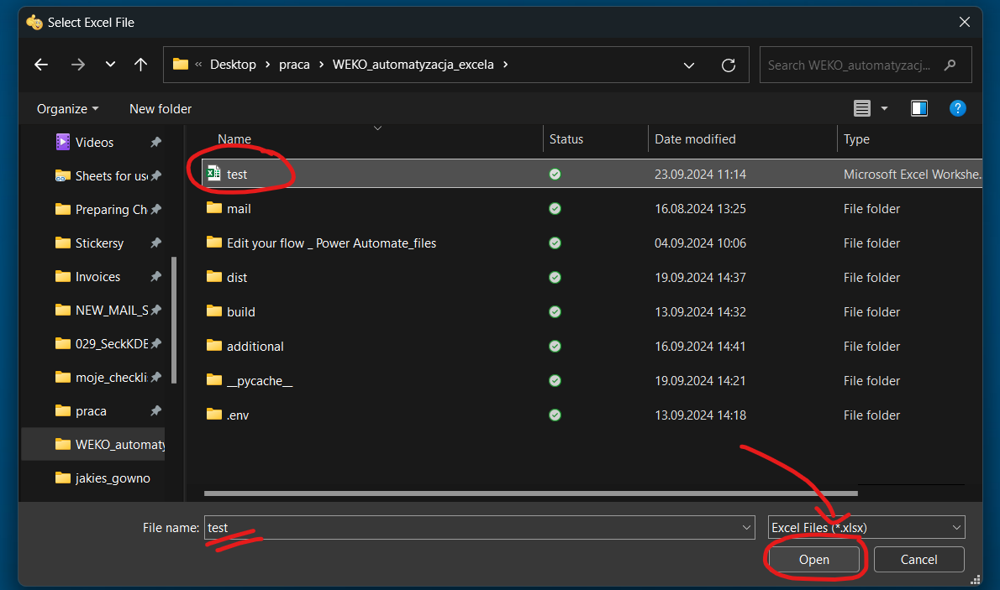 Select Excel File
« Desktop › praca › WEKO_automatyzacja_excela ›
Search WEKO_automatyzacj...
Organize
New folder
?
Name Status Date modified Type
Videos
Sheets for use
Preparing Che
Stickersy
Invoices
NEW_MAIL_S
029_SeckKDE
moje_checkli
praca
WEKO_automaty
jakies_gowno
test 23.09.2024 11:14 Microsoft Excel Workshe...
mail 16.08.2024 13:25 File folder
Edit your flow _ Power Automate_files 04.09.2024 10:06 File folder
dist 19.09.2024 14:37 File folder
build 13.09.2024 14:32 File folder
additional 16.09.2024 14:41 File folder
__pycache__ 19.09.2024 14:21 File folder
.env 13.09.2024 14:18 File folder
File name: test Excel Files (*.xlsx)
Open Cancel